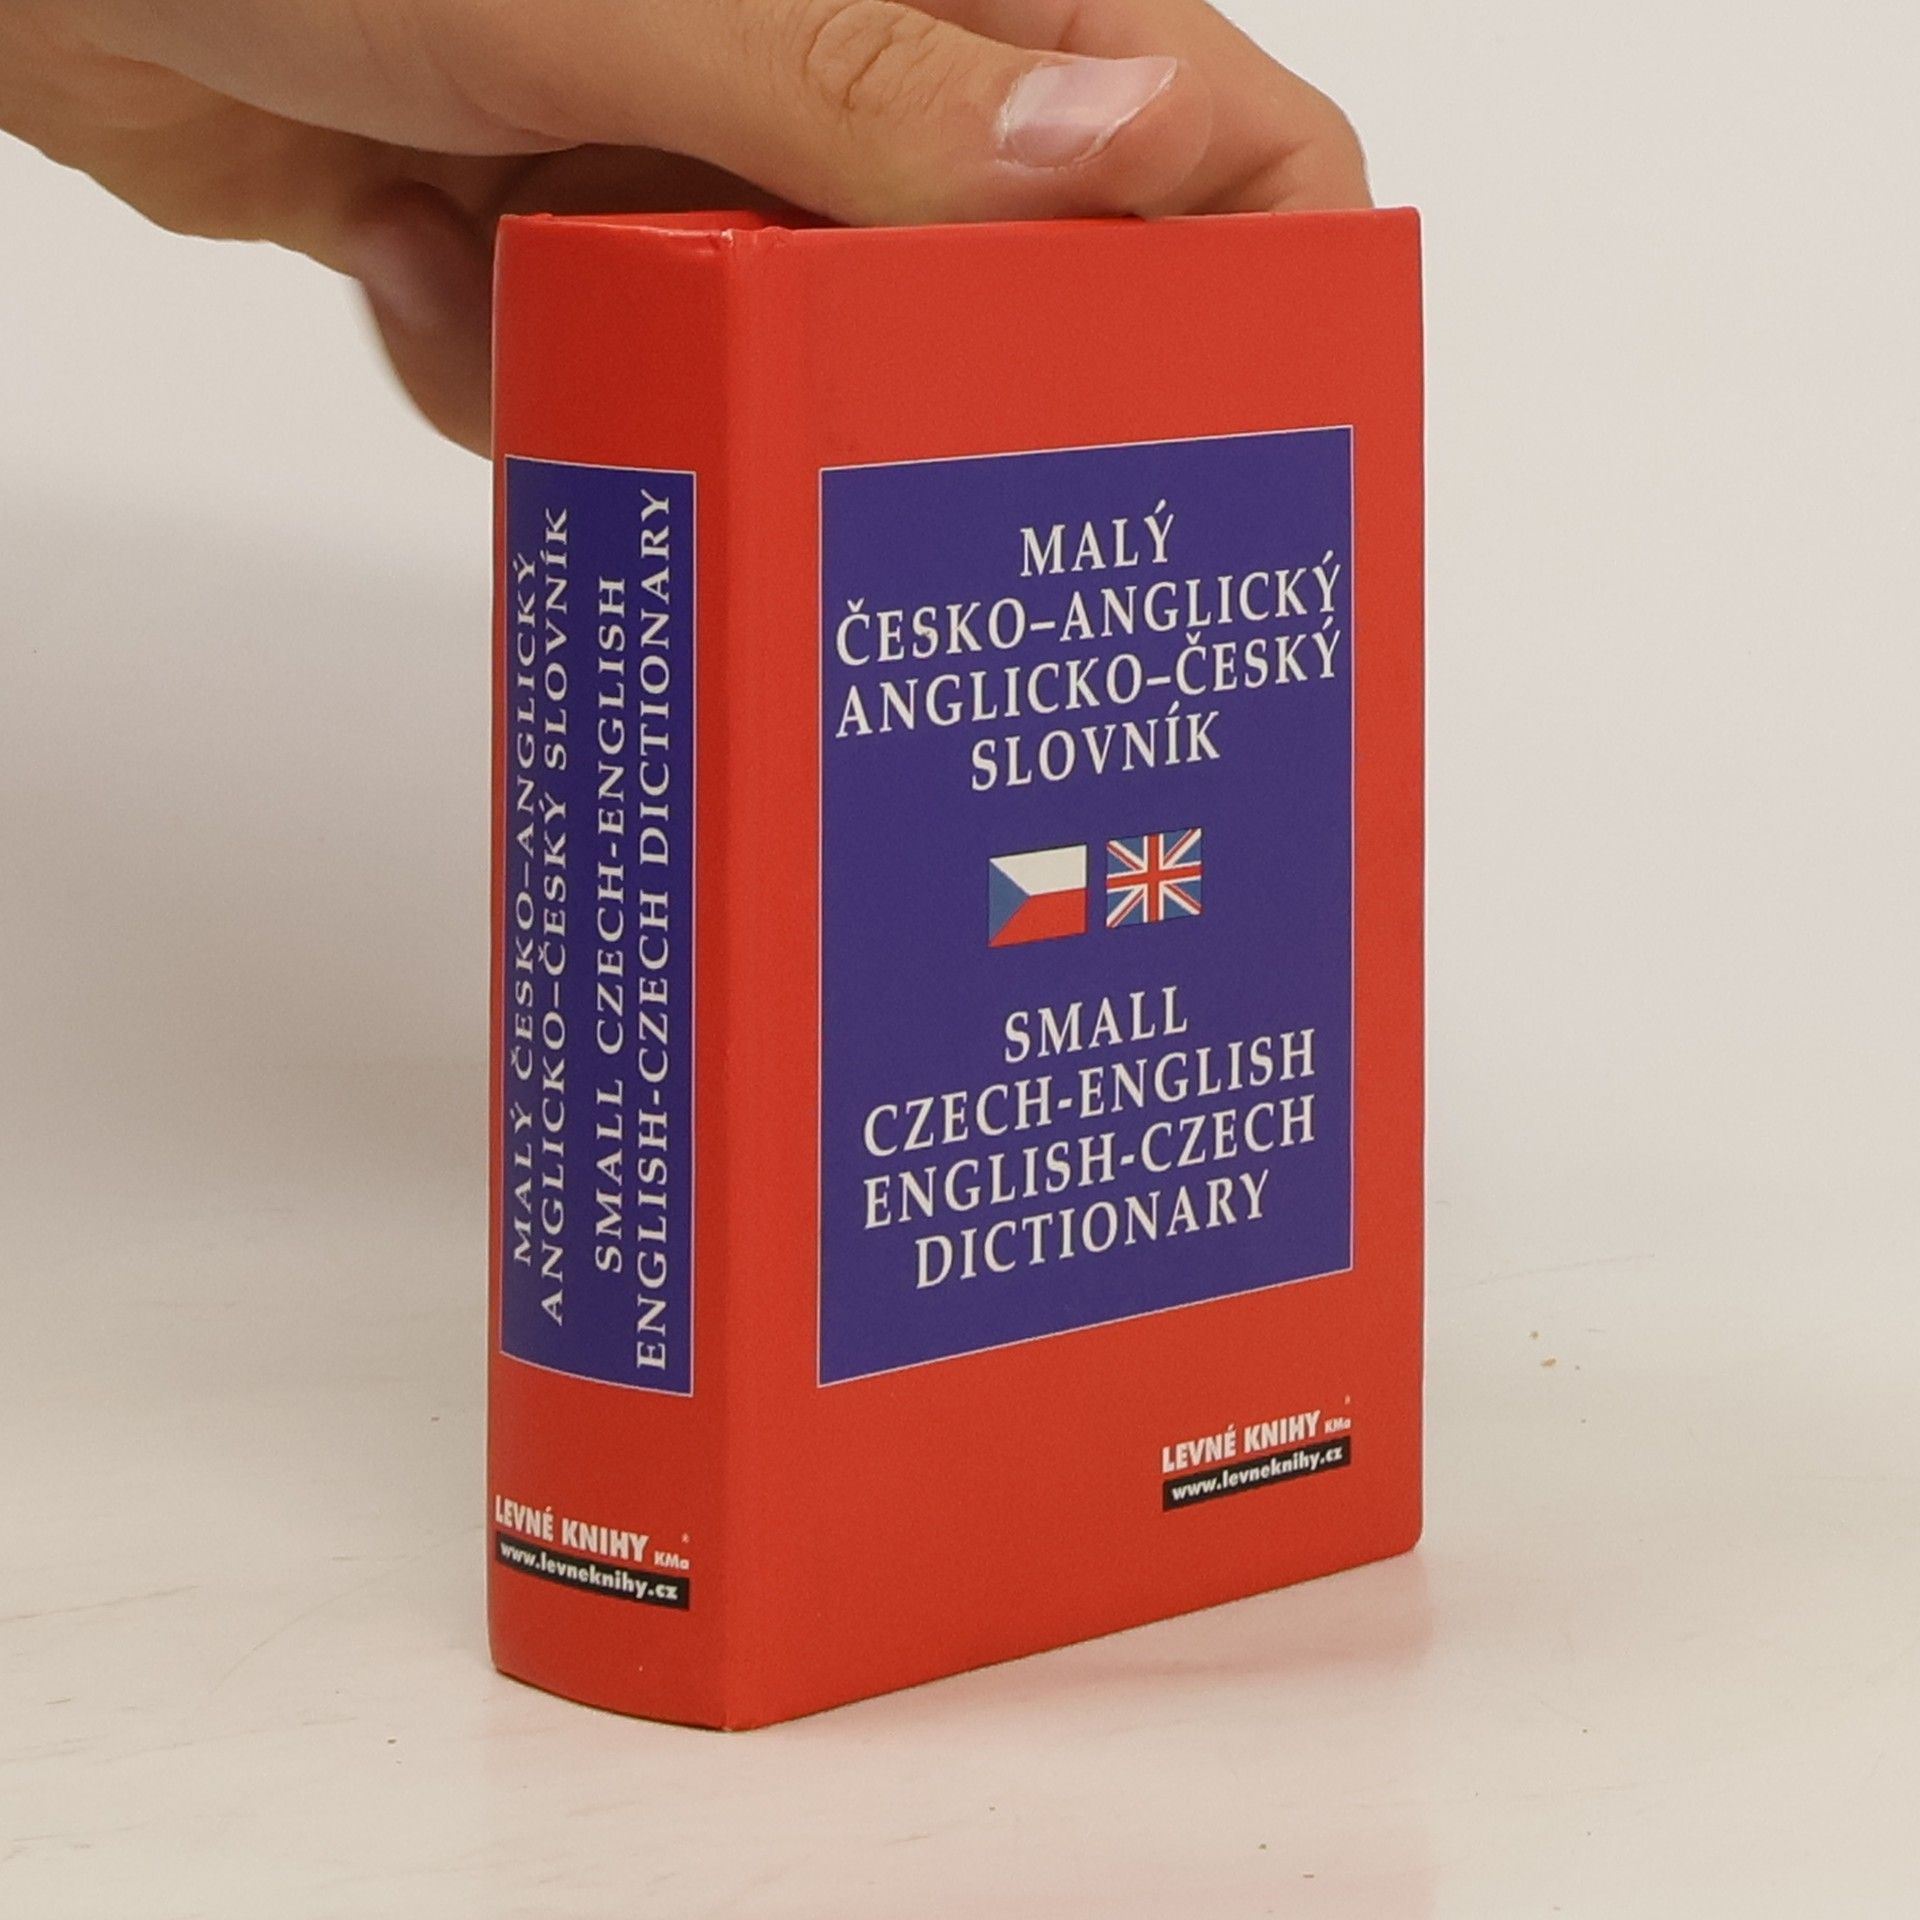 MALÝ ČESKO–ANGLICKÝ
ANGLICKO–ČESKÝ SLOVNÍK
SMALL CZECH-ENGLISH
ENGLISH-CZECH DICTIONARY
LEVNÉ KNIHY KMa ®
www.levneknihy.cz
MALÝ
ČESKO–ANGLICKÝ
ANGLICKO–ČESKÝ
SLOVNÍK
SMALL
CZECH-ENGLISH
ENGLISH-CZECH
DICTIONARY
LEVNÉ KNIHY KMa ®
www.levneknihy.cz